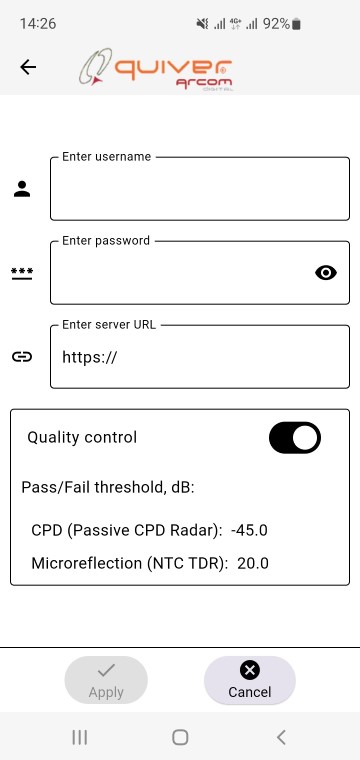 14:26
4G+
92%
quiver
arcom
DIGITAL
Enter username
Enter password
***
Enter server URL
https://
Quality control
Pass/Fail threshold, dB:
CPD (Passive CPD Radar): -45.0
Microreflection (NTC TDR): 20.0
Apply
Cancel